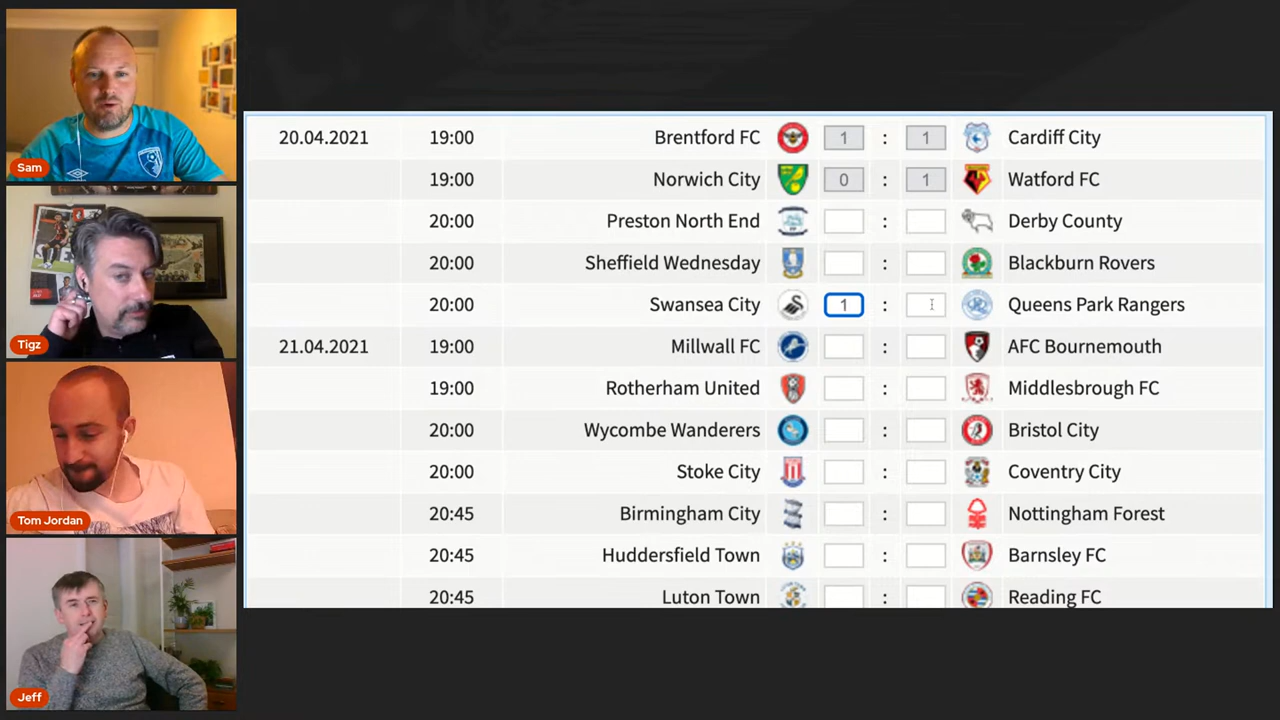 Sam
Tigz
Tom Jordan
Jeff
20.04.2021 19:00 Brentford FC 1 : 1 Cardiff City
19:00 Norwich City 0 : 1 Watford FC
20:00 Preston North End : Derby County
20:00 Sheffield Wednesday : Blackburn Rovers
20:00 Swansea City 1 : Queens Park Rangers
21.04.2021 19:00 Millwall FC : AFC Bournemouth
19:00 Rotherham United : Middlesbrough FC
20:00 Wycombe Wanderers : Bristol City
20:00 Stoke City : Coventry City
20:45 Birmingham City : Nottingham Forest
20:45 Huddersfield Town : Barnsley FC
20:45 Luton Town : Reading FC